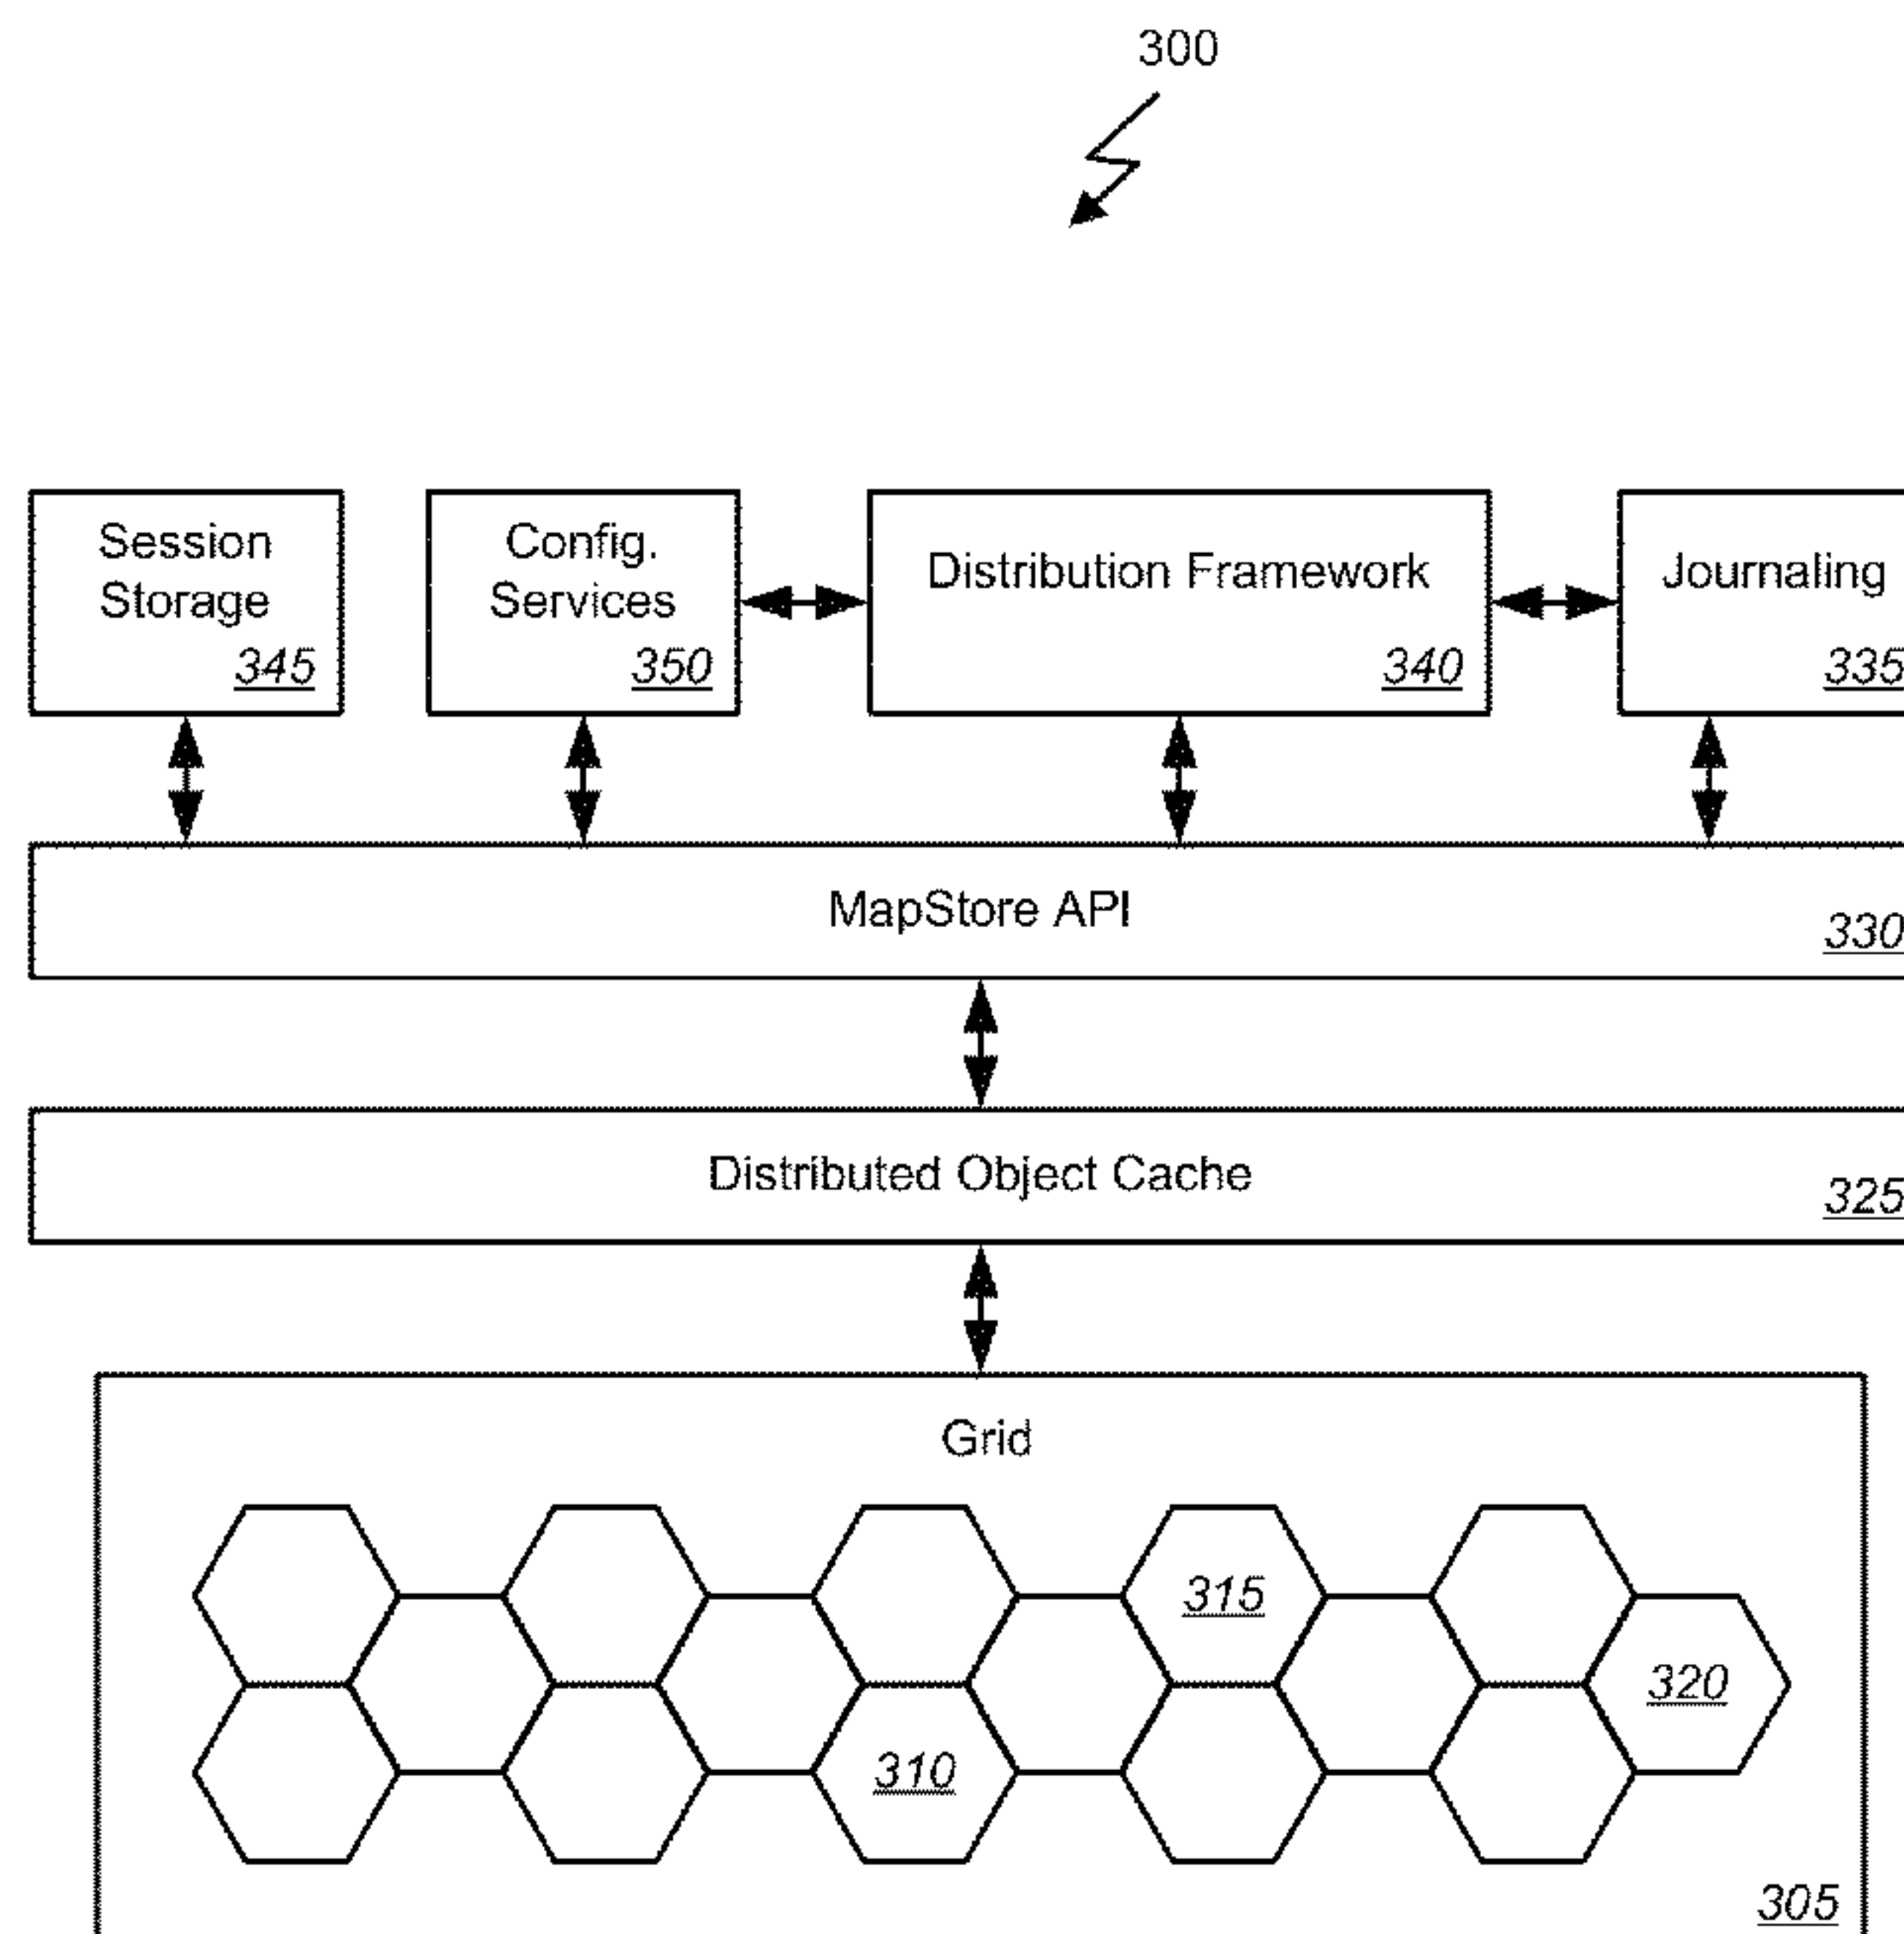 300
Session
Storage
345
Config.
Services
350
Distribution Framework
340
Journaling
335
MapStore API
330
Distributed Object Cache
325
Grid
315
320
310
305